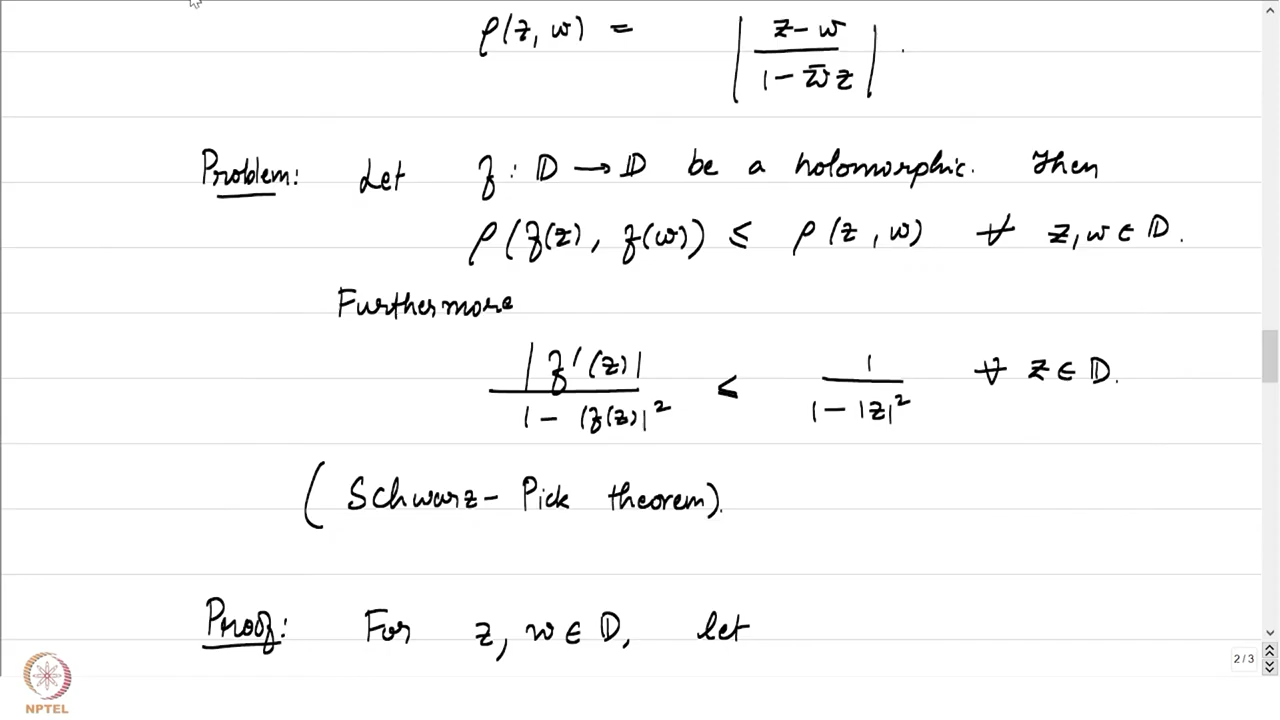 ρ(z, w) = | (z - w) / (1 - w̄z) | .
Problem: Let f : 𝔻 → 𝔻 be a holomorphic. Then
ρ(f(z), f(w)) ≤ ρ(z, w) ∀ z, w ∈ 𝔻.
Furthermore
|f'(z)| / (1 - |f(z)|²) ≤ 1 / (1 - |z|²) ∀ z ∈ 𝔻.
(Schwarz-Pick theorem).
Proof: For z, w ∈ 𝔻, let
2/3
NPTEL